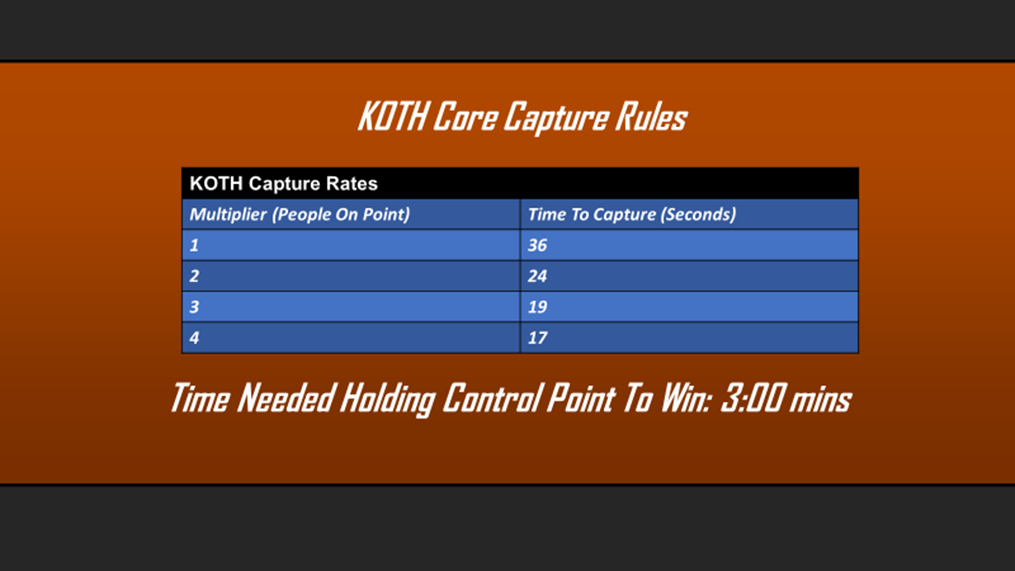 KOTH Core Capture Rules
KOTH Capture Rates
Multiplier (People On Point) Time To Capture (Seconds)
1 36
2 24
3 19
4 17
Time Needed Holding Control Point To Win: 3:00 mins